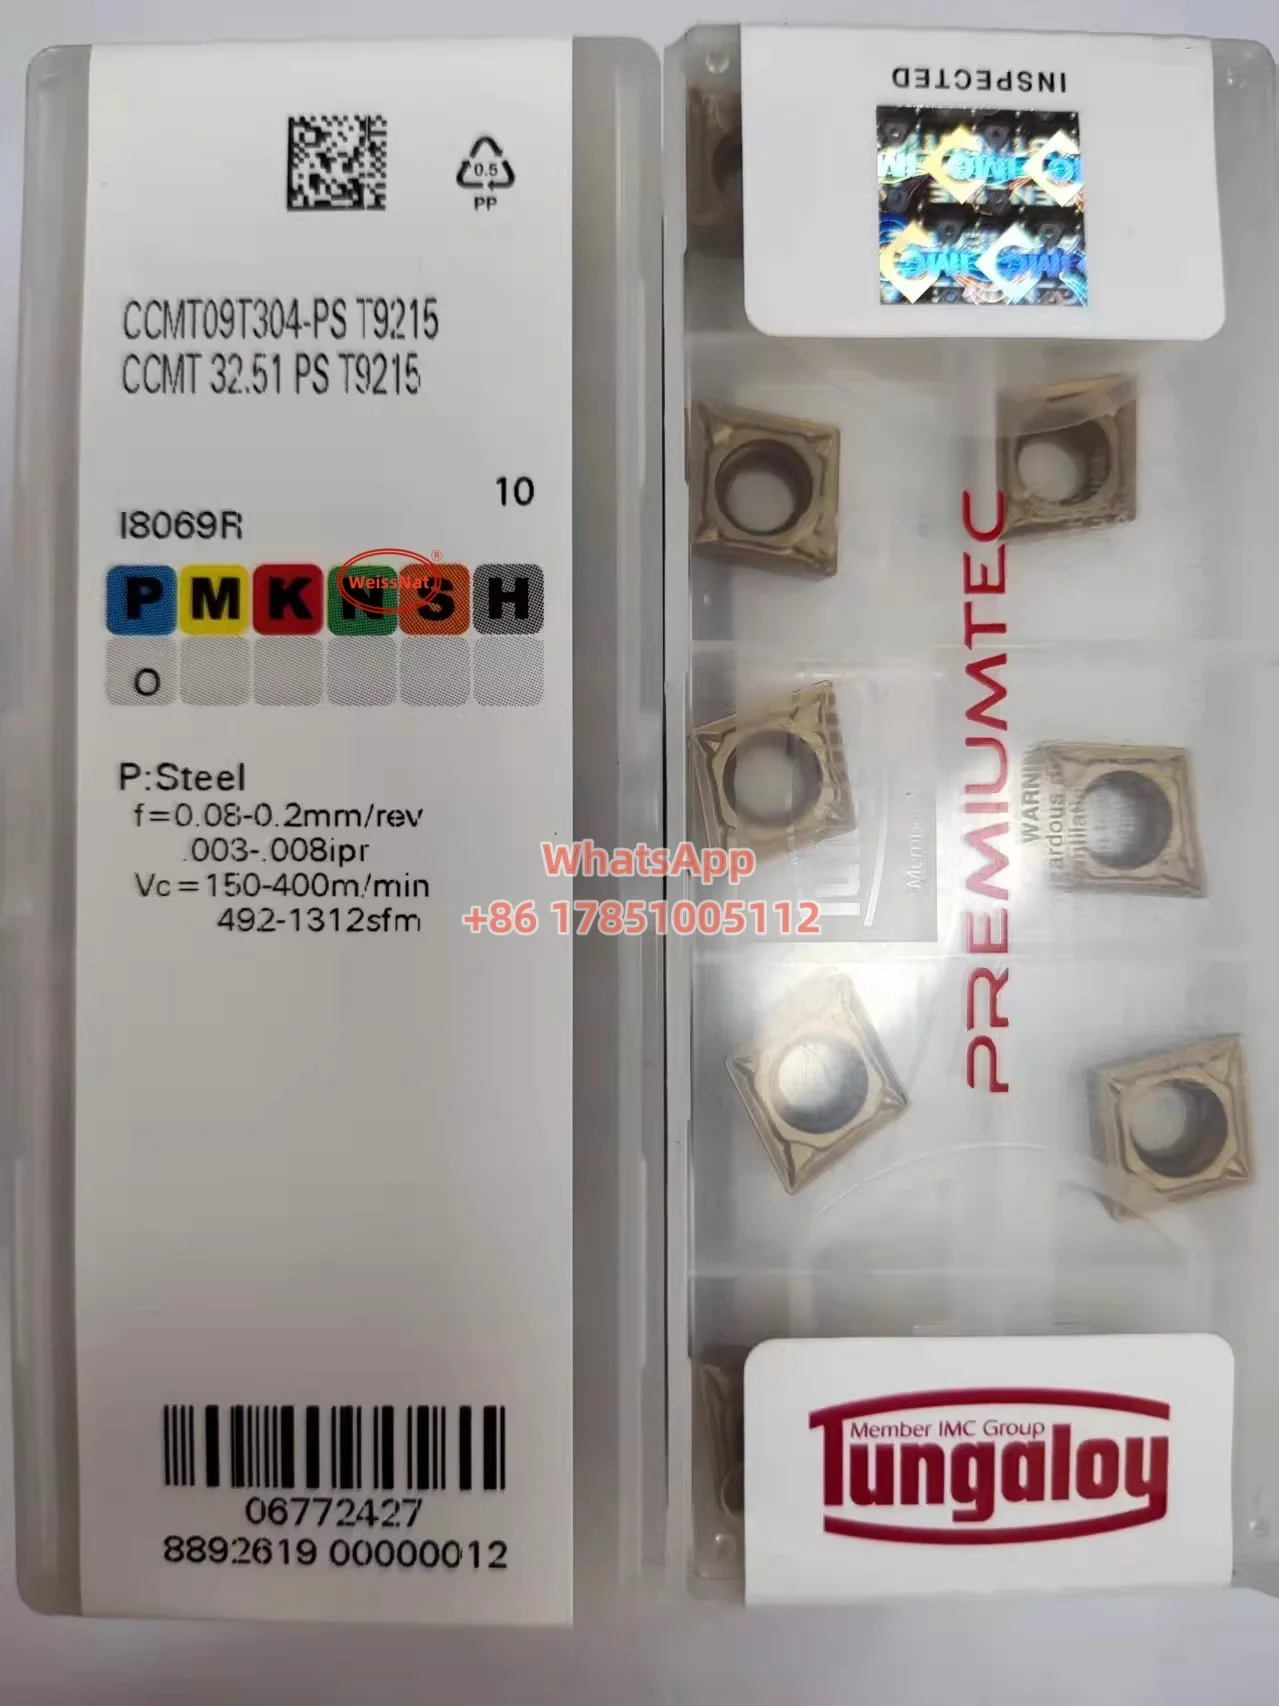 0.5
PP
CCMT09T304-PS T9215
CCMT 32.51 PS T9215
10
I8069R
P M K N S H
WeissNat®
O
P:Steel
f=0.08-0.2mm/rev
.003-.008ipr
Vc=150-400m/min
492-1312sfm
06772427
8892619 00000012
WhatsApp
+86 17851005112
INSPECTED
IMC
PREMIUMTEC
Member IMC Group
Tungaloy